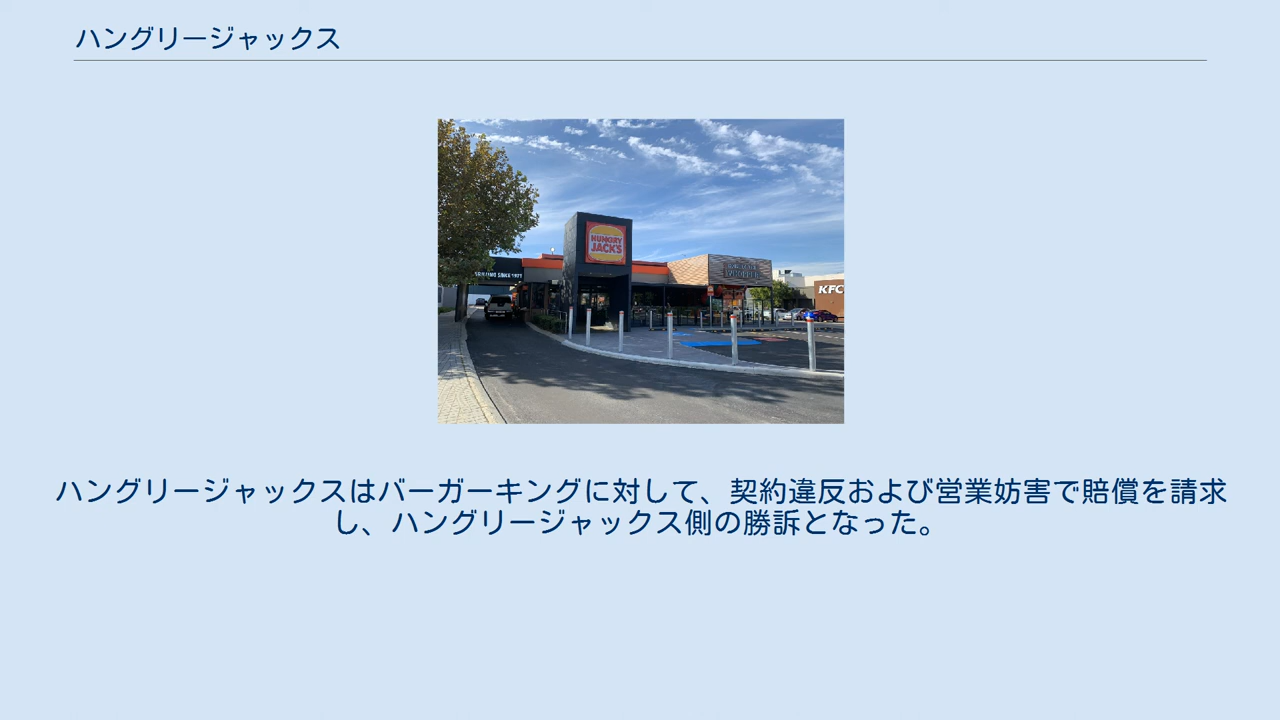 ハングリージャックス
HUNGRY
JACK'S
KFC
ハングリージャックスはバーガーキングに対して、契約違反および営業妨害で賠償を請求
し、ハングリージャックス側の勝訴となった。